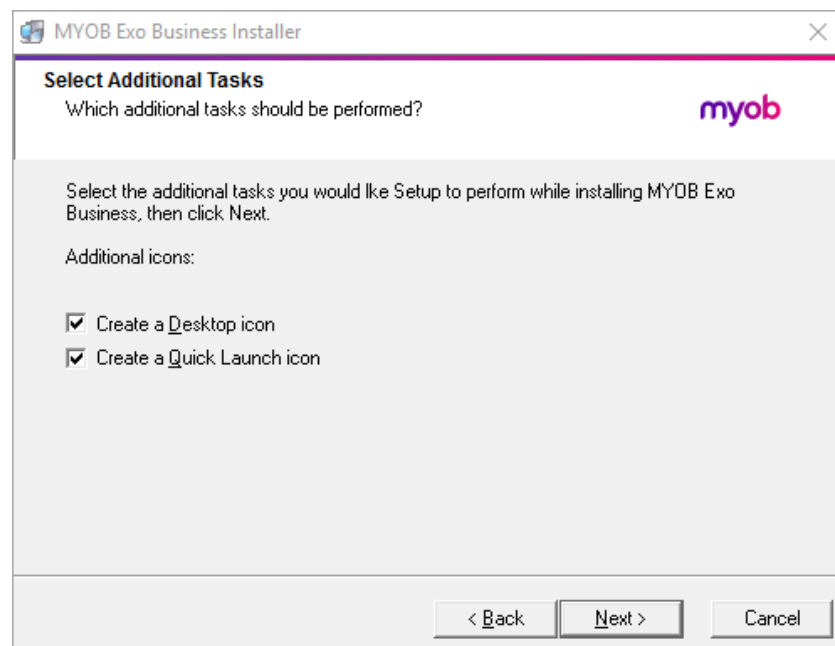 MYOB Exo Business Installer
Select Additional Tasks
Which additional tasks should be performed?
myob
Select the additional tasks you would lke Setup to perform while installing MYOB Exo
Business, then click Next.
Additional icons:
Create a Desktop icon
Create a Quick Launch icon
< Back Next > Cancel